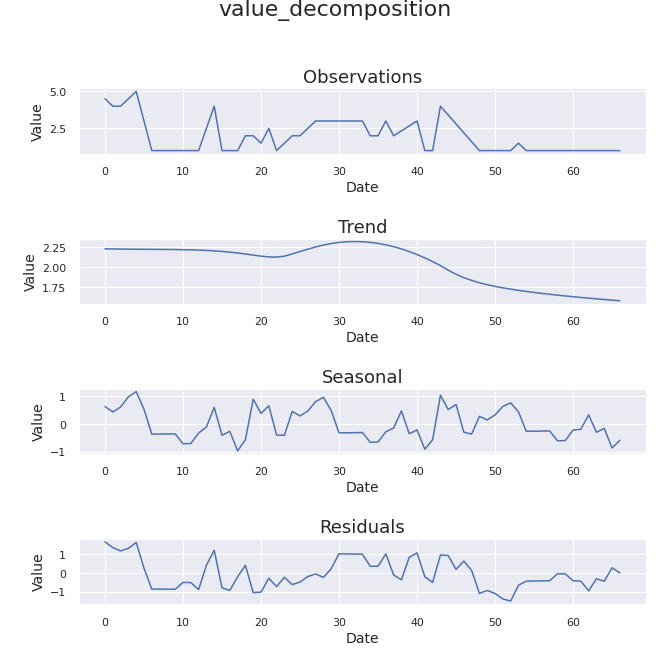 value_decomposition
Observations
5.0
2.5
Value
0 10 20 30 40 50 60
Date
Trend
2.25
2.00
1.75
Value
0 10 20 30 40 50 60
Date
Seasonal
1
0
−1
Value
0 10 20 30 40 50 60
Date
Residuals
1
0
−1
Value
0 10 20 30 40 50 60
Date